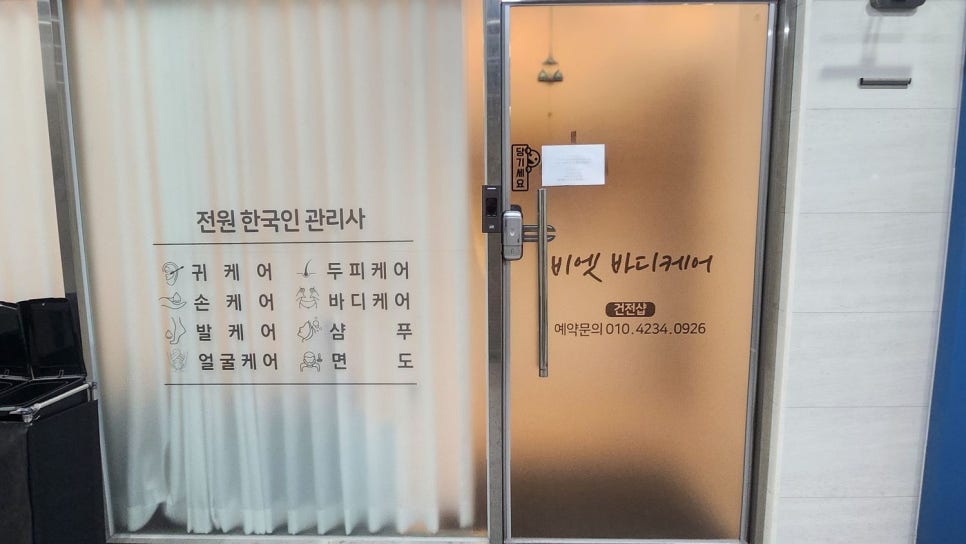 전원 한국인 관리사
귀 케 어 두피케어
손 케 어 바디케어
발 케 어 샴 푸
얼굴케어 면 도
당기세요
비엣 바디케어
건전샵
예약문의 010.4234.0926